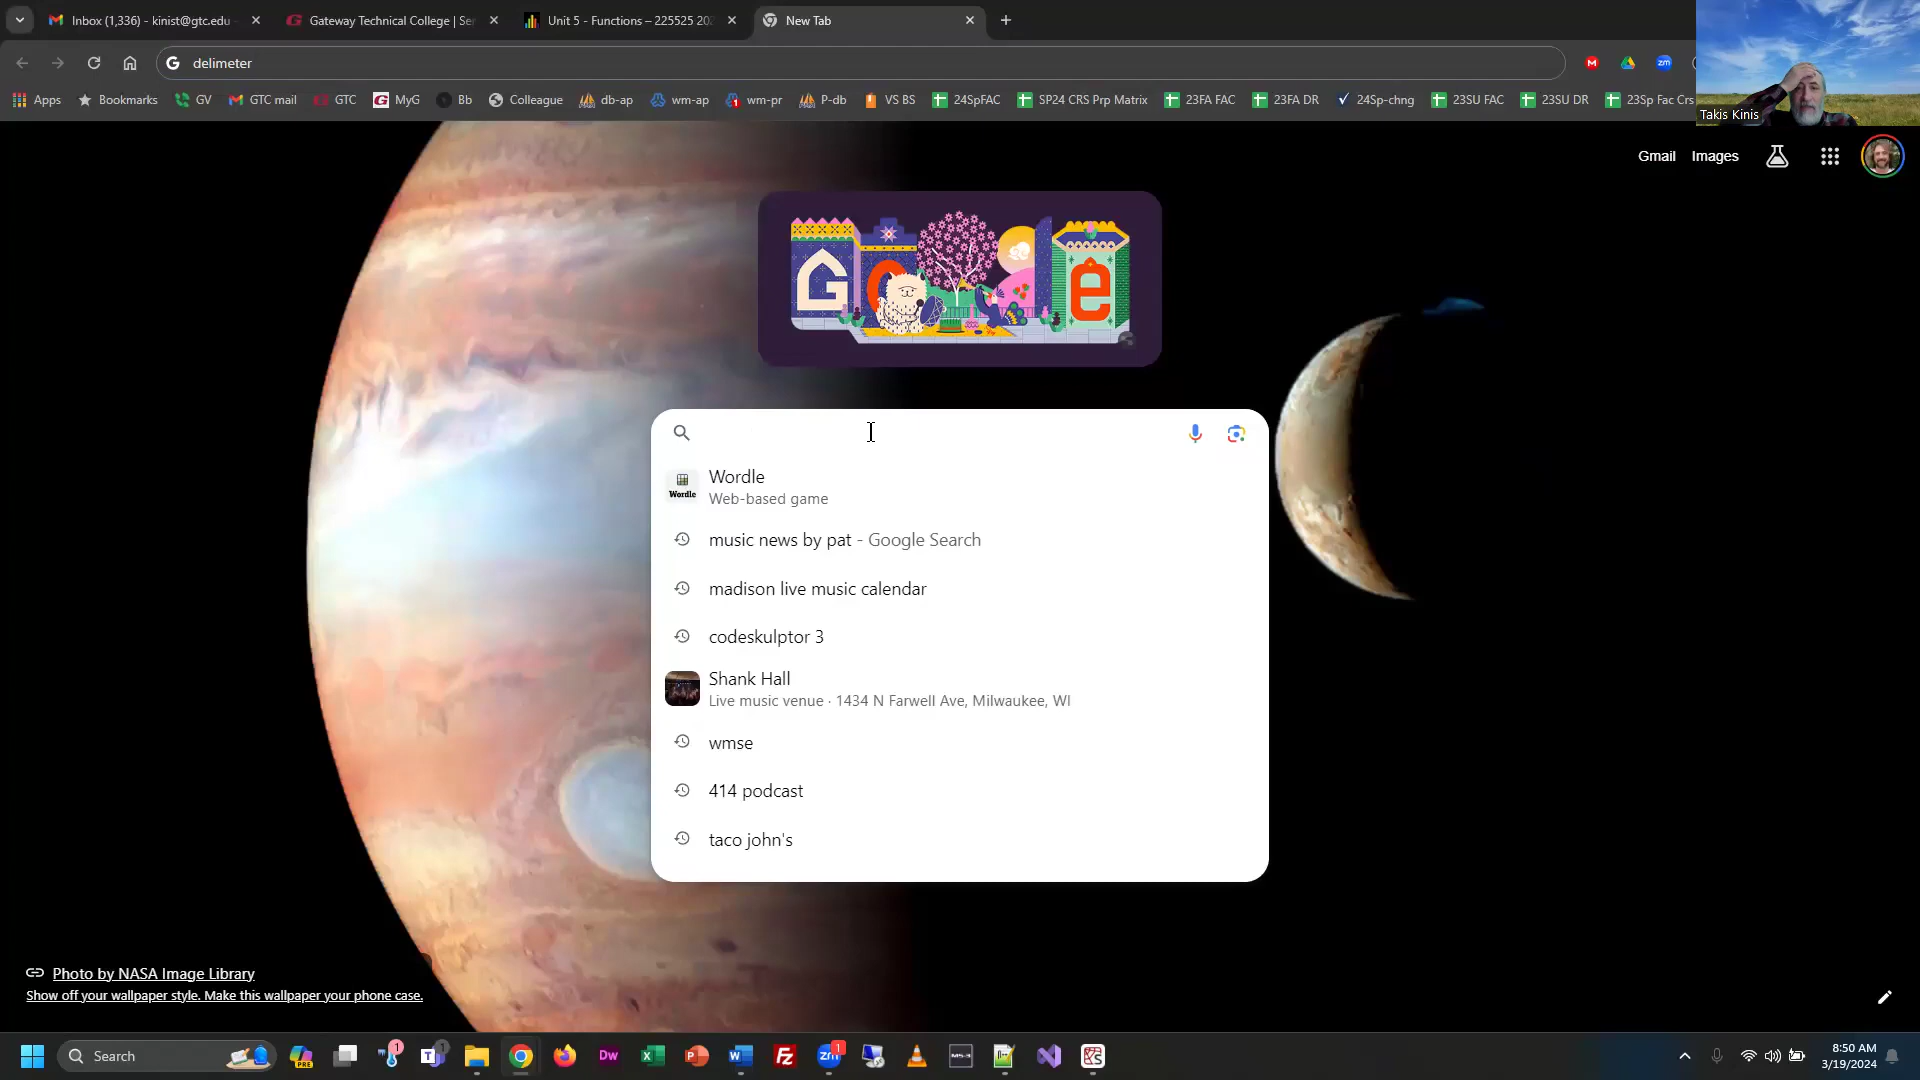 Inbox (1,336) - kinist@gtc.edu
Gateway Technical College | Ser
Unit 5 - Functions – 225525 202
New Tab
delimeter
Apps
Bookmarks
GV
GTC mail
GTC
MyG
Bb
Colleague
db-ap
wm-ap
wm-pr
P-db
VS BS
24SpFAC
SP24 CRS Prp Matrix
23FA FAC
23FA DR
24Sp-chng
23SU FAC
23SU DR
23Sp Fac Crs
Takis Kinis
Gmail
Images
G
e
Wordle
Wordle
Web-based game
music news by pat - Google Search
madison live music calendar
codeskulptor 3
Shank Hall
Live music venue · 1434 N Farwell Ave, Milwaukee, WI
wmse
414 podcast
taco john's
Photo by NASA Image Library
Show off your wallpaper style. Make this wallpaper your phone case.
Search
8:50 AM
3/19/2024